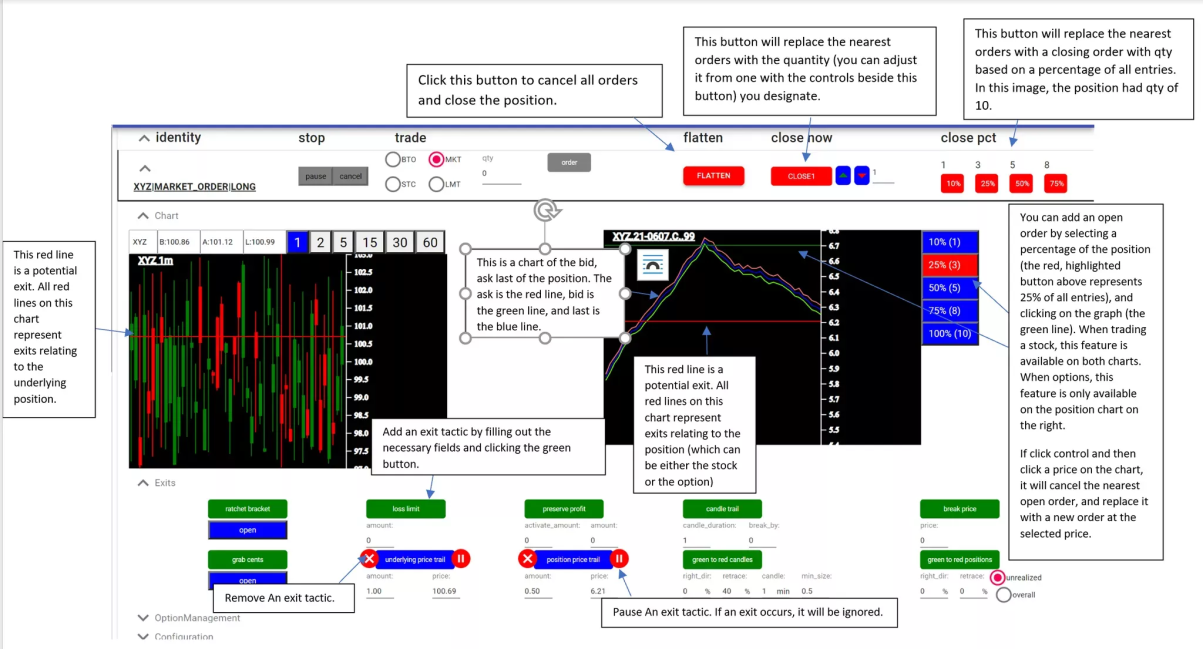 This button will replace the nearest
orders with the quantity (you can adjust
it from one with the controls beside this
button) you designate.
This button will replace the nearest
orders with a closing order with qty
based on a percentage of all entries.
In this image, the position had qty of
10.
Click this button to cancel all orders
and close the position.
identity stop trade flatten close now close pct
XYZ|MARKET_ORDER|LONG
pause cancel
BTO MKT
STC LMT
qty
0
order
FLATTEN
CLOSE1
1
1 3 5 8
10% 25% 50% 75%
Chart
XYZ B:100.86 A:101.12 L:100.99 1 2 5 15 30 60
XYZ 1m
103.0
102.5
102.0
101.5
101.0
100.5
100.0
99.5
99.0
98.5
98.0
97.5
This red line
is a potential
exit. All red
lines on this
chart
represent
exits relating
to the
underlying
position.
This is a chart of the bid,
ask last of the position. The
ask is the red line, bid is
the green line, and last is
the blue line.
XYZ 21-0607.C..99
6.8
6.7
6.6
6.5
6.4
6.3
6.2
6.1
6.0
5.9
5.8
5.7
5.6
5.5
5.4
10% (1)
25% (3)
50% (5)
75% (8)
100% (10)
This red line is a
potential exit. All
red lines on this
chart represent
exits relating to the
position (which can
be either the stock
or the option)
You can add an open
order by selecting a
percentage of the position
(the red, highlighted
button above represents
25% of all entries), and
clicking on the graph (the
green line). When trading
a stock, this feature is
available on both charts.
When options, this
feature is only available
on the position chart on
the right.
If click control and then
click a price on the chart,
it will cancel the nearest
open order, and replace it
with a new order at the
selected price.
Add an exit tactic by filling out the
necessary fields and clicking the green
button.
Exits
ratchet bracket
open
grab cents
open
loss limit
amount:
0
underlying price trail
amount: price:
1.00 100.69
preserve profit
activate_amount: amount:
0 0
position price trail
amount: price:
0.50 6.21
candle trail
candle_duration: break_by:
1 0
green to red candles
right_dir: retrace: candle: min_size:
0 % 40 % 1 min 0.5
break price
price:
0
green to red positions
right_dir: retrace:
0 % 0 %
unrealized
overall
Remove An exit tactic.
Pause An exit tactic. If an exit occurs, it will be ignored.
OptionManagement
Configuration